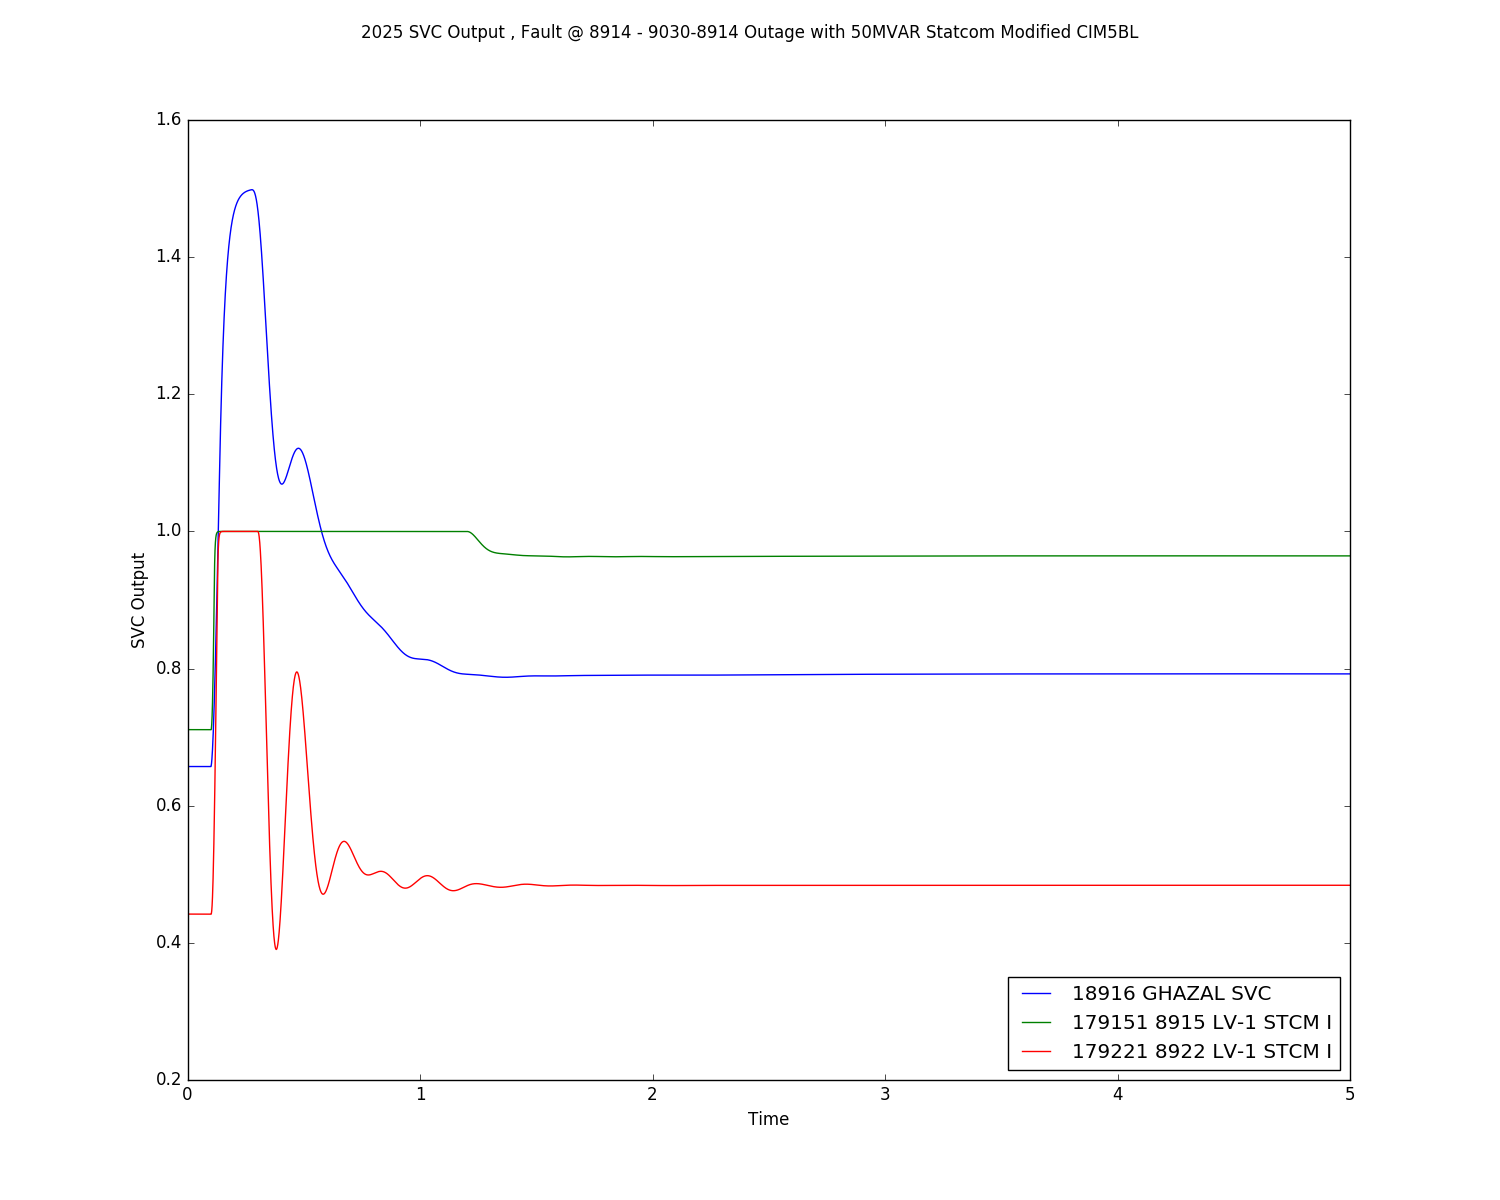 2025 SVC Output , Fault @ 8914 - 9030-8914 Outage with 50MVAR Statcom Modified CIM5BL
1.6
1.4
1.2
1.0
0.8
0.6
0.4
0.2
SVC Output
0 1 2 3 4 5
Time
18916 GHAZAL SVC
179151 8915 LV-1 STCM I
179221 8922 LV-1 STCM I